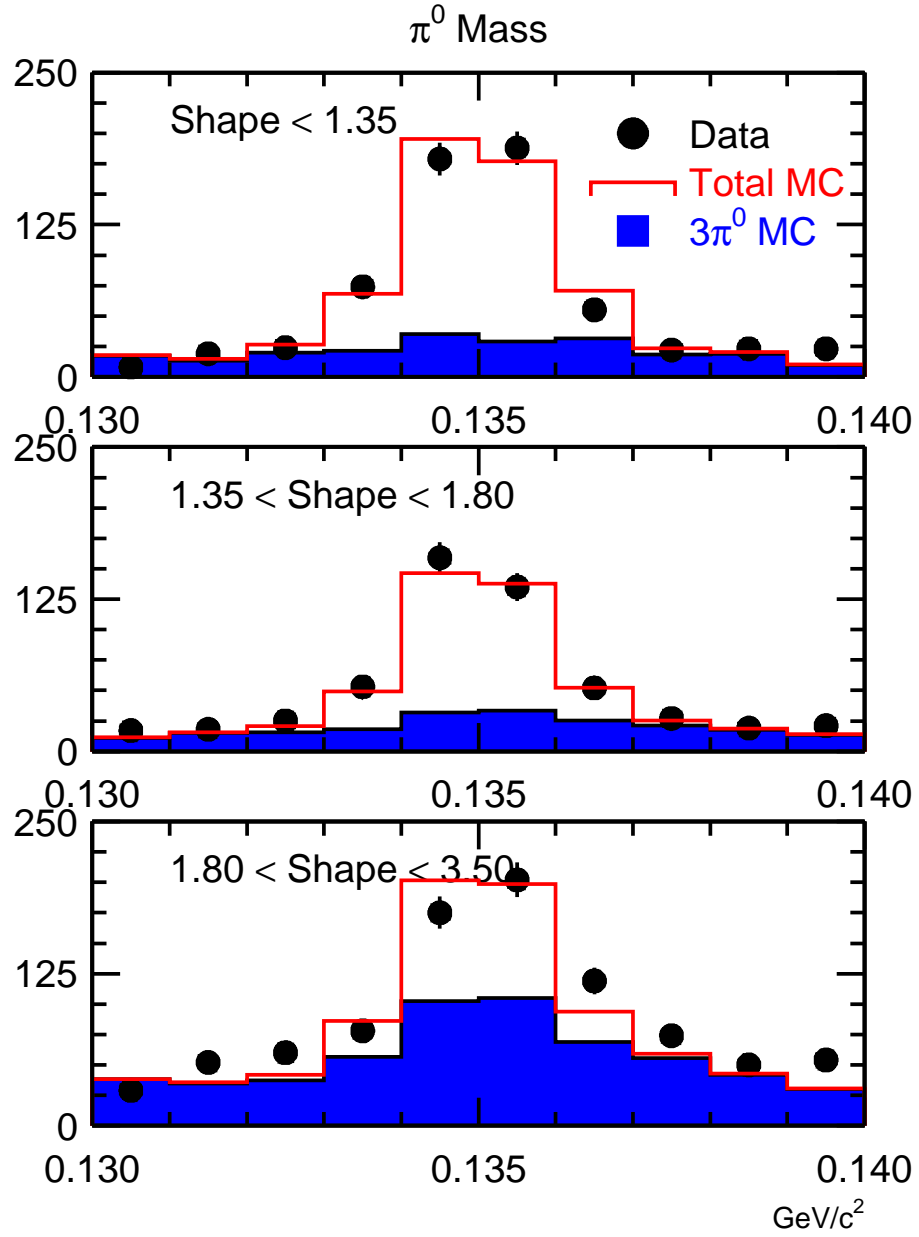 π⁰ Mass
250
Shape < 1.35
Data
Total MC
3π⁰ MC
125
0
0.130 0.135 0.140
250
1.35 < Shape < 1.80
125
0
0.130 0.135 0.140
250
1.80 < Shape < 3.50
125
0
0.130 0.135 0.140
GeV/c²